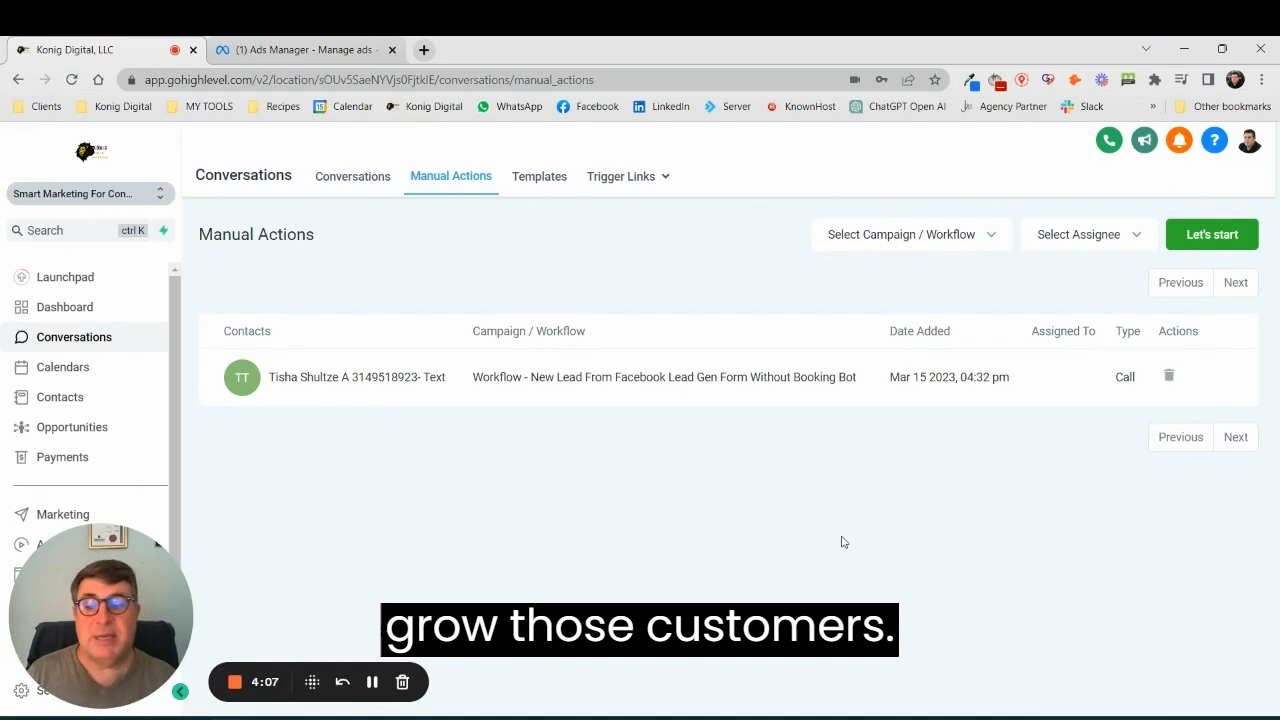 Konig Digital, LLC
(1) Ads Manager - Manage ads -
app.gohighlevel.com/v2/location/sOUv5SaeNYVjs0FjtklE/conversations/manual_actions
Clients Konig Digital MY TOOLS Recipes Calendar Konig Digital WhatsApp Facebook LinkedIn Server KnownHost ChatGPT Open AI Agency Partner Slack » Other bookmarks
Conversations Conversations Manual Actions Templates Trigger Links
Smart Marketing For Con...
Search ctrl K
Manual Actions Select Campaign / Workflow Select Assignee Let's start
Launchpad
Dashboard
Conversations
Calendars
Contacts
Opportunities
Payments
Marketing
Previous Next
Contacts Campaign / Workflow Date Added Assigned To Type Actions
TT Tisha Shultze A 3149518923- Text Workflow - New Lead From Facebook Lead Gen Form Without Booking Bot Mar 15 2023, 04:32 pm Call
Previous Next
grow those customers.
4:07